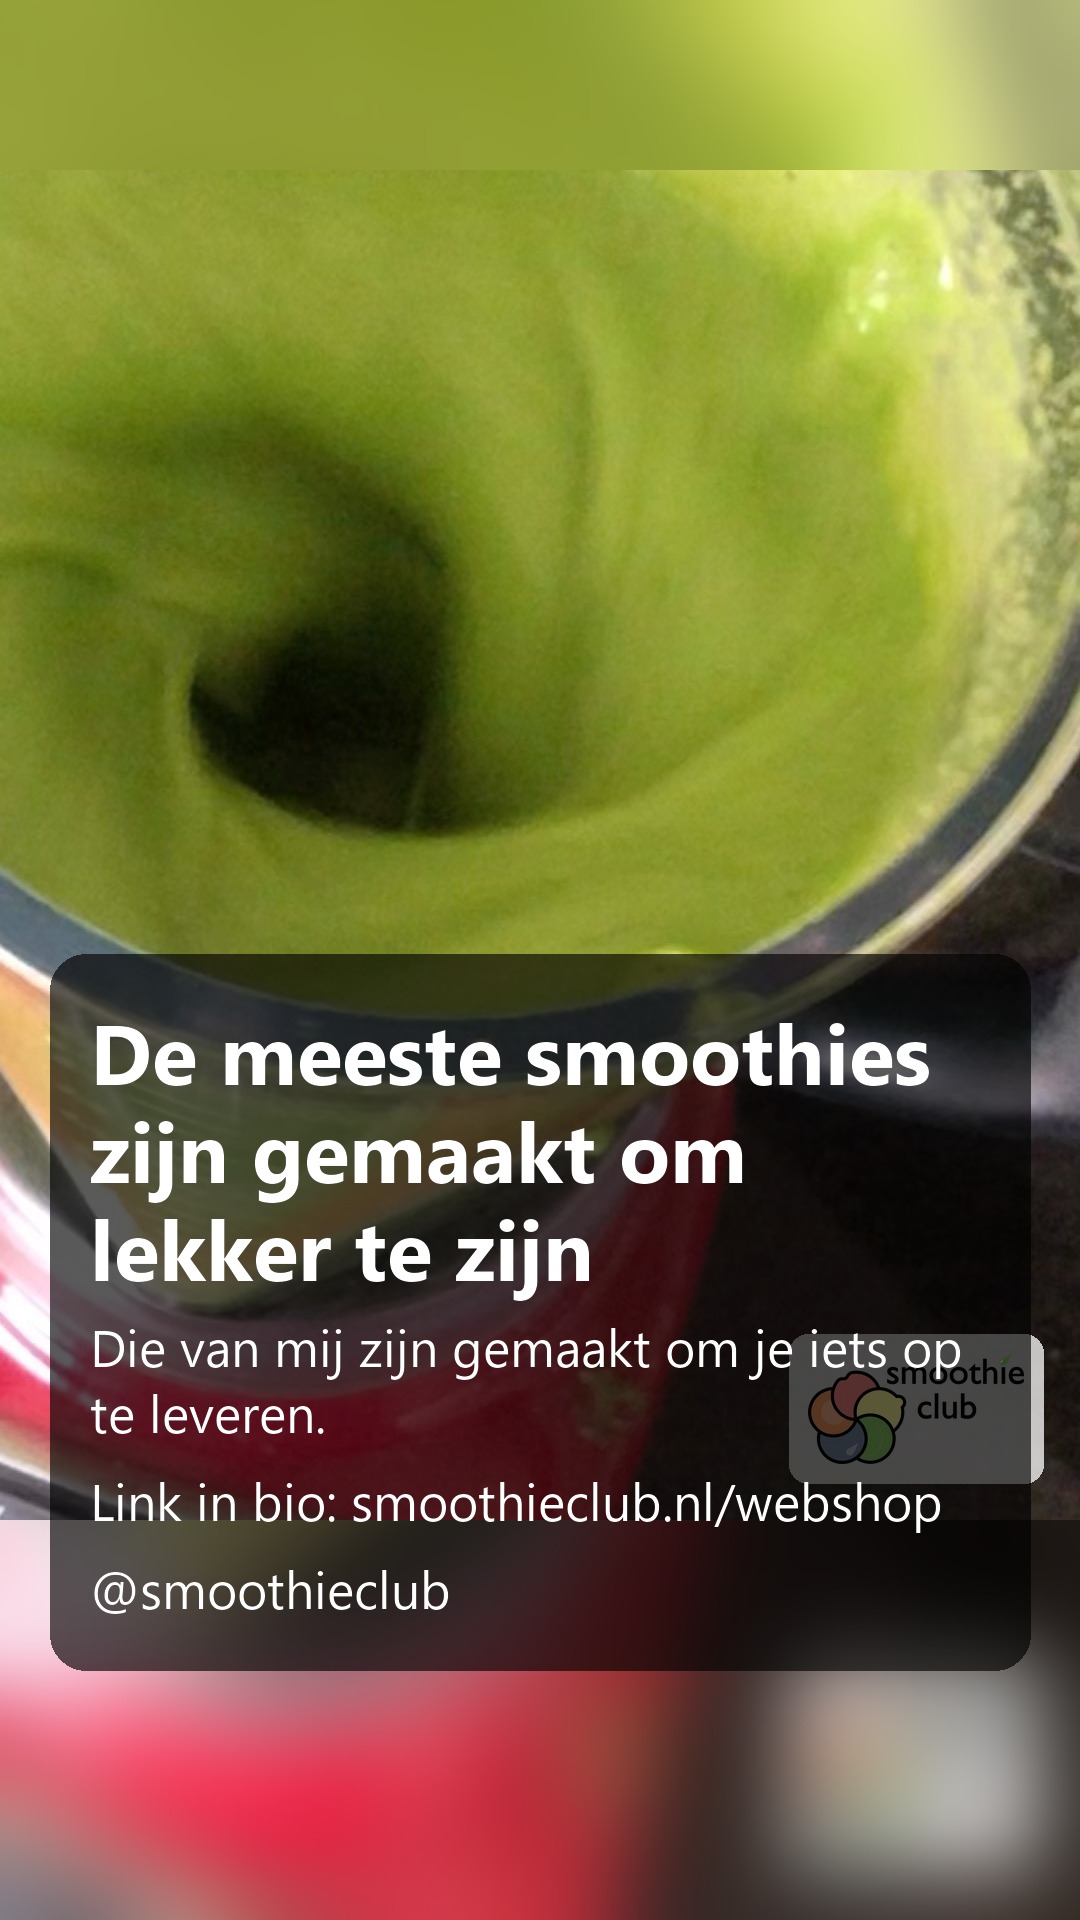 De meeste smoothies
zijn gemaakt om
lekker te zijn
Die van mij zijn gemaakt om je iets op
te leveren.
smoothie
club
Link in bio: smoothieclub.nl/webshop
@smoothieclub